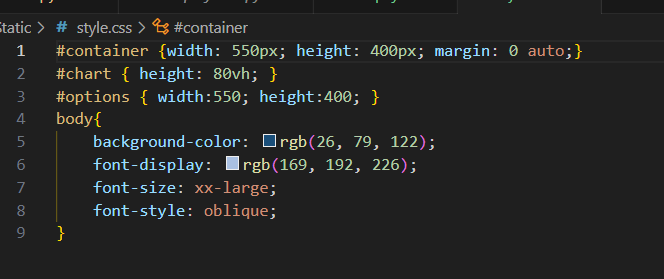 Static > # style.css > #container
1 #container {width: 550px; height: 400px; margin: 0 auto;}
2 #chart { height: 80vh; }
3 #options { width:550; height:400; }
4 body{
5 background-color: rgb(26, 79, 122);
6 font-display: rgb(169, 192, 226);
7 font-size: xx-large;
8 font-style: oblique;
9 }